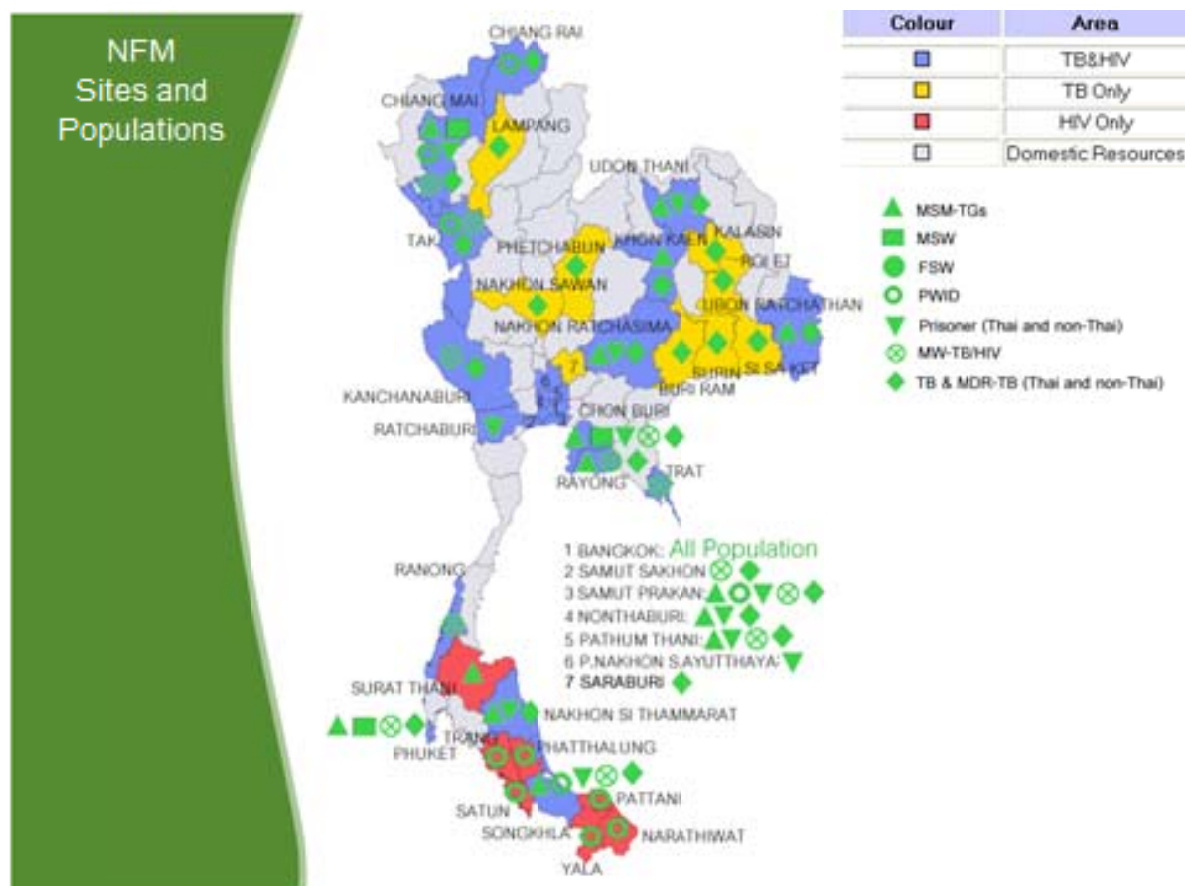 NFM
Sites and
Populations
Colour Area
TB&HIV
TB Only
HIV Only
Domestic Resources
MSM-TGs
MSW
FSW
PWID
Prisoner (Thai and non-Thai)
MW-TB/HIV
TB & MDR-TB (Thai and non-Thai)
CHIANG RAI
CHIANG MAI
LAMPANG
UDON THANI
TAK
PHETCHABUN
KHON KAEN
KALASIN
ROI ET
NAKHON SAWAN
UBON RATCHATHAN
NAKHON RATCHASIMA
SURIN
SI SA KET
BURI RAM
7
6
KANCHANABURI
CHON BURI
RATCHABURI
2
RAYONG
TRAT
1 BANGKOK: All Population
2 SAMUT SAKHON
3 SAMUT PRAKAN:
4 NONTHABURI:
5 PATHUM THANI:
6 P.NAKHON S.AYUTTHAYA:
7 SARABURI
RANONG
SURAT THANI
NAKHON SI THAMMARAT
TRANG
PHUKET
PHATTHALUNG
SATUN
PATTANI
SONGKHLA
NARATHIWAT
YALA